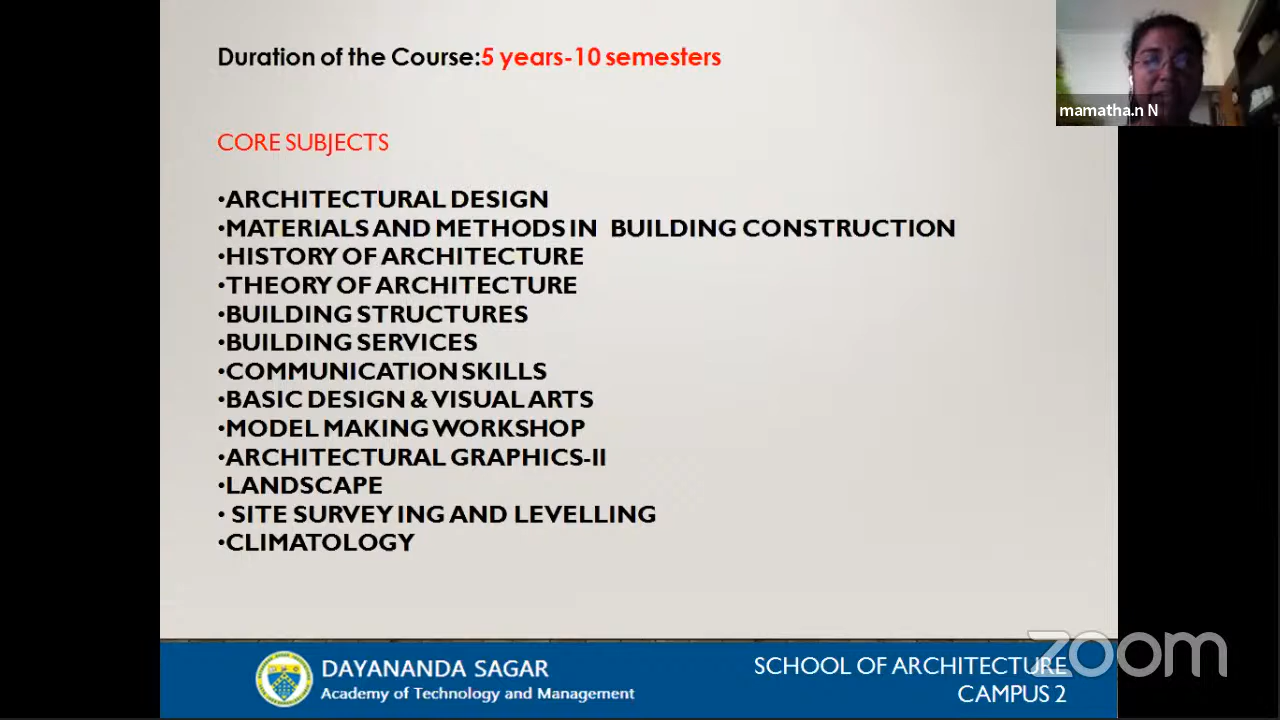 Duration of the Course:5 years-10 semesters
mamatha.n N
CORE SUBJECTS
•ARCHITECTURAL DESIGN
•MATERIALS AND METHODS IN BUILDING CONSTRUCTION
•HISTORY OF ARCHITECTURE
•THEORY OF ARCHITECTURE
•BUILDING STRUCTURES
•BUILDING SERVICES
•COMMUNICATION SKILLS
•BASIC DESIGN & VISUAL ARTS
•MODEL MAKING WORKSHOP
•ARCHITECTURAL GRAPHICS-II
•LANDSCAPE
• SITE SURVEYING AND LEVELLING
•CLIMATOLOGY
DAYANANDA SAGAR
Academy of Technology and Management
SCHOOL OF ARCHITECTURE
CAMPUS 2
zoom